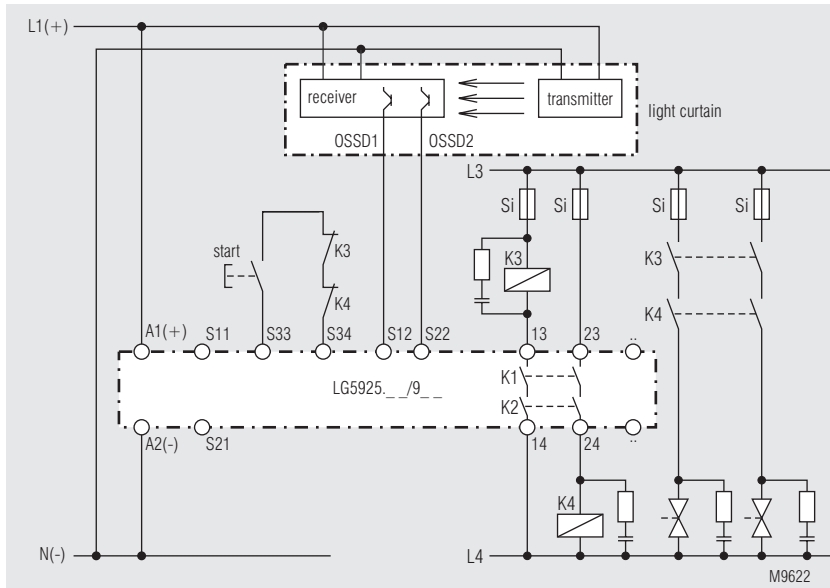 L1(+)
receiver
transmitter
light curtain
OSSD1
OSSD2
L3
Si
Si
Si
Si
start
K3
K4
K3
K3
K4
A1(+)
S11
S33
S34
S12
S22
13
23
..
LG5925._ _/9_ _
K1
K2
A2(-)
S21
14
24
..
K4
N(-)
L4
M9622